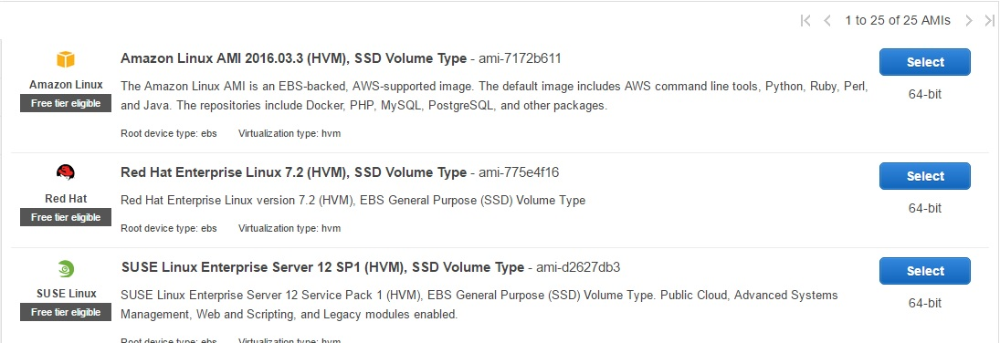 1 to 25 of 25 AMIs
Amazon Linux AMI 2016.03.3 (HVM), SSD Volume Type - ami-7172b611
Select
Amazon Linux
The Amazon Linux AMI is an EBS-backed, AWS-supported image. The default image includes AWS command line tools, Python, Ruby, Perl,
64-bit
Free tier eligible
and Java. The repositories include Docker, PHP, MySQL, PostgreSQL, and other packages.
Root device type: ebs Virtualization type: hvm
Red Hat Enterprise Linux 7.2 (HVM), SSD Volume Type - ami-775e4f16
Select
Red Hat
Red Hat Enterprise Linux version 7.2 (HVM), EBS General Purpose (SSD) Volume Type
64-bit
Free tier eligible
Root device type: ebs Virtualization type: hvm
SUSE Linux Enterprise Server 12 SP1 (HVM), SSD Volume Type - ami-d2627db3
Select
SUSE Linux
SUSE Linux Enterprise Server 12 Service Pack 1 (HVM), EBS General Purpose (SSD) Volume Type. Public Cloud, Advanced Systems
64-bit
Free tier eligible
Management, Web and Scripting, and Legacy modules enabled.
Root device type: ebs Virtualization type: hvm